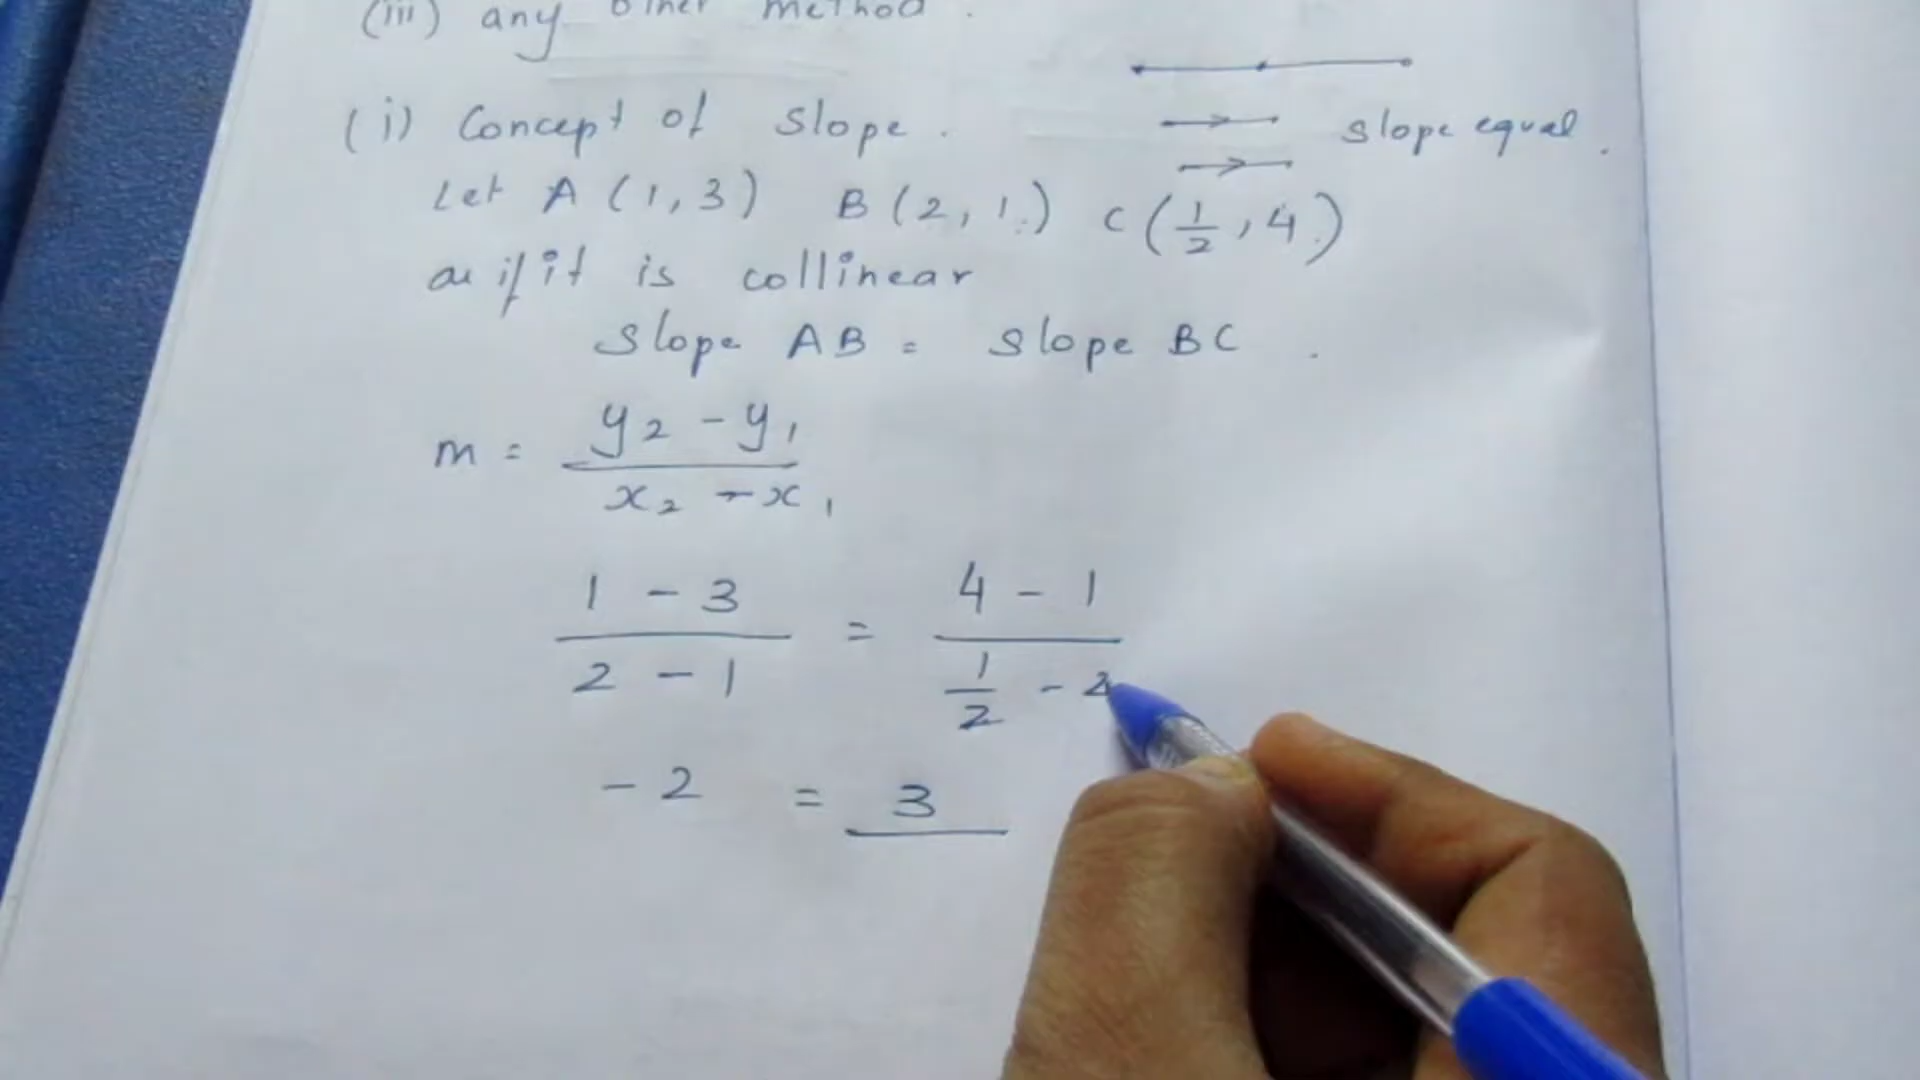 (iii) any other method.
(i) Concept of slope.
slope equal.
Let A (1, 3) B (2, 1) C (1/2, 4)
if it is collinear
slope AB = slope BC.
m = y₂ - y₁ / x₂ - x₁
1 - 3 / 2 - 1 = 4 - 1 / 1/2 - 2
-2 = 3